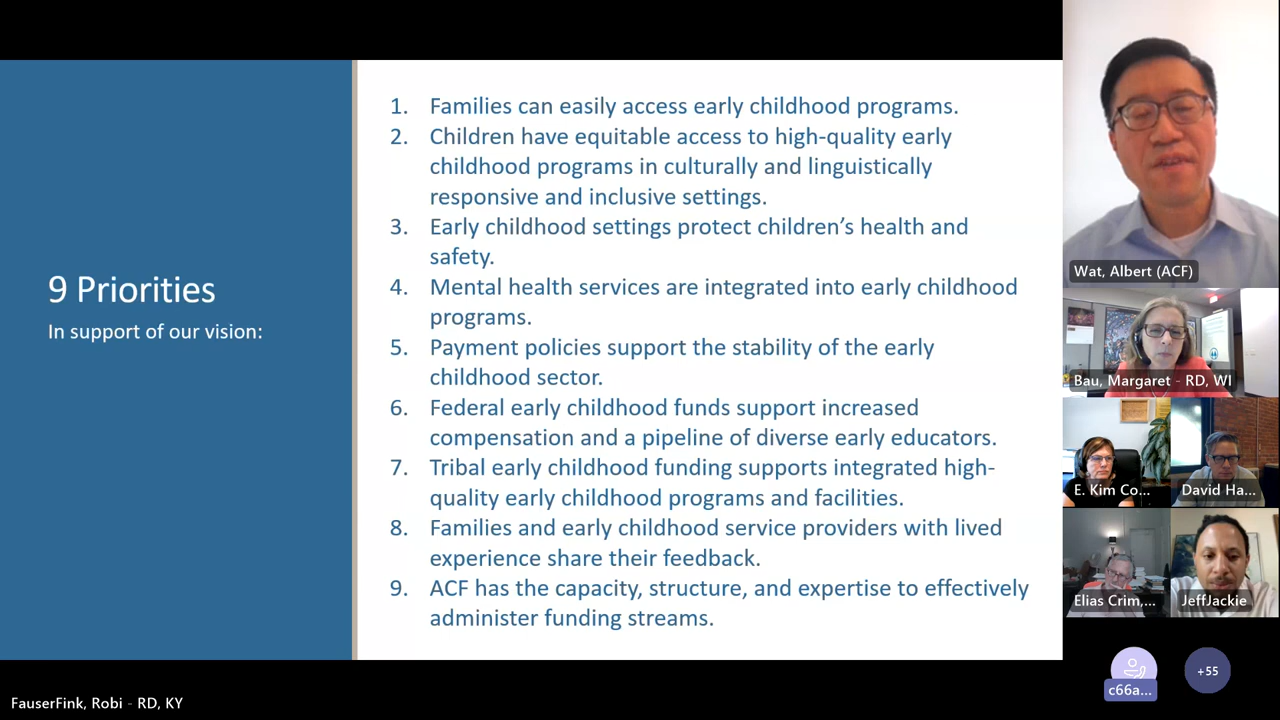 9 Priorities
In support of our vision:
1. Families can easily access early childhood programs.
2. Children have equitable access to high-quality early
childhood programs in culturally and linguistically
responsive and inclusive settings.
3. Early childhood settings protect children’s health and
safety.
4. Mental health services are integrated into early childhood
programs.
5. Payment policies support the stability of the early
childhood sector.
6. Federal early childhood funds support increased
compensation and a pipeline of diverse early educators.
7. Tribal early childhood funding supports integrated high-
quality early childhood programs and facilities.
8. Families and early childhood service providers with lived
experience share their feedback.
9. ACF has the capacity, structure, and expertise to effectively
administer funding streams.
Wat, Albert (ACF)
Bau, Margaret - RD, WI
E. Kim Co...
David Ha...
Elias Crim,...
JeffJackie
c66a...
+55
FauserFink, Robi - RD, KY